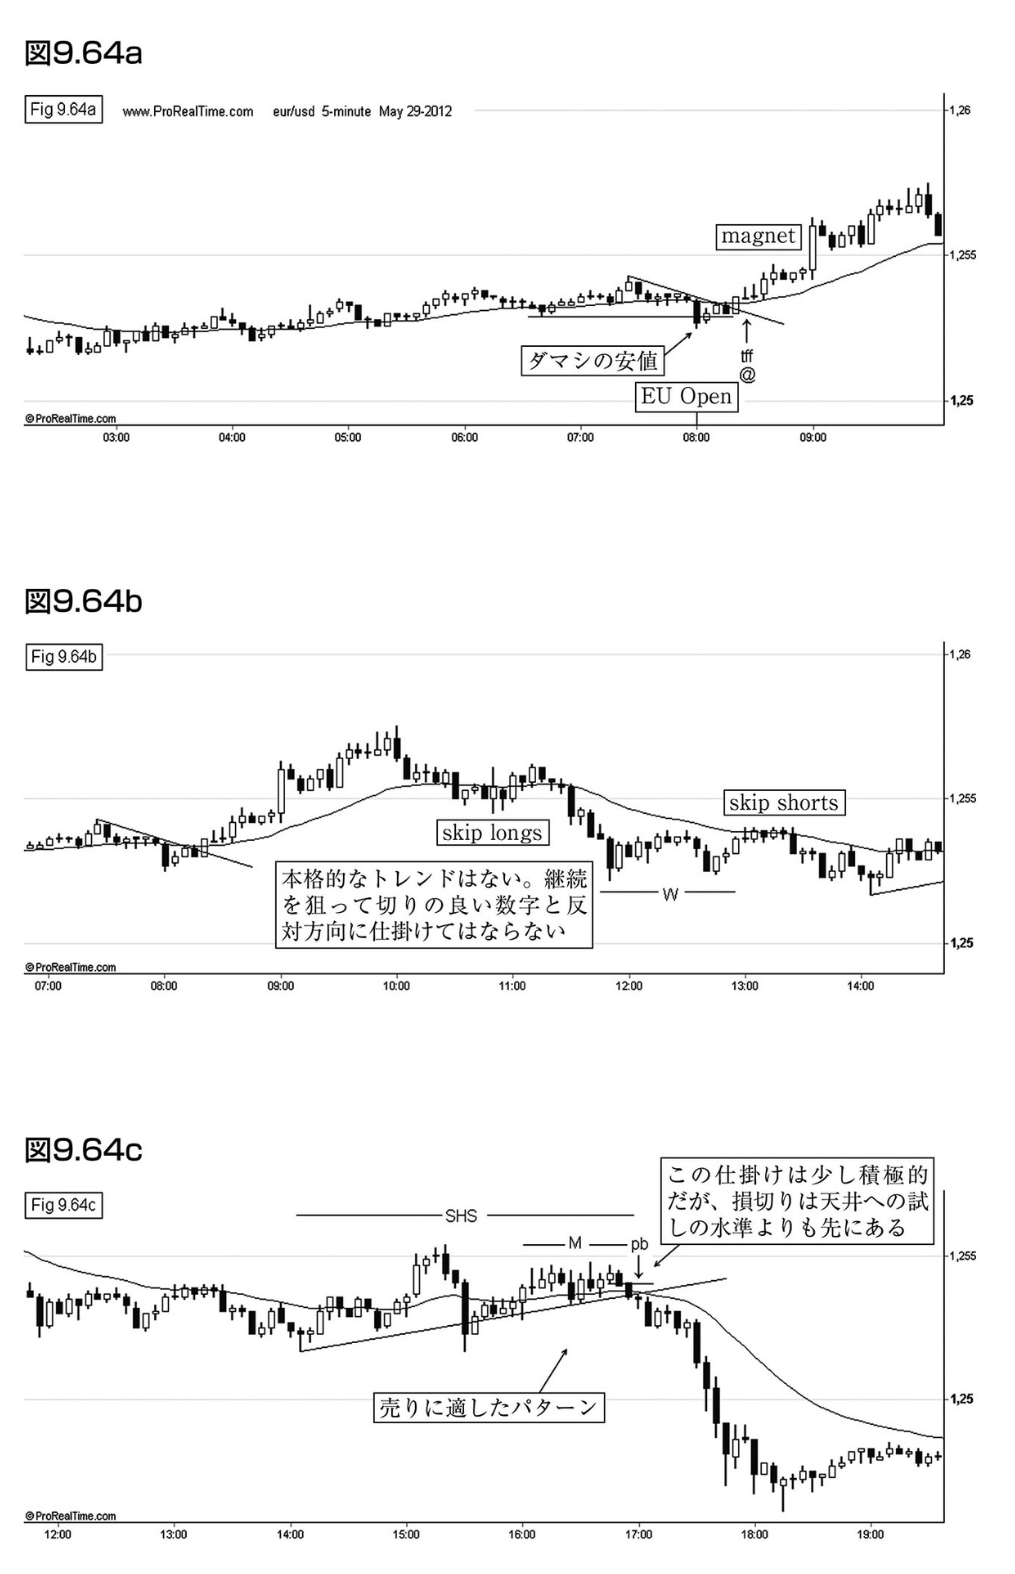 図9.64a
Fig 9.64a www.ProRealTime.com eur/usd 5-minute May 29-2012
1,26
magnet
1,255
ダマシの安値
tff
@
EU Open
1,25
©ProRealTime.com
03:00 04:00 05:00 06:00 07:00 08:00 09:00
図9.64b
Fig 9.64b
1,26
1,255
skip shorts
skip longs
本格的なトレンドはない。継続
を狙って切りの良い数字と反
対方向に仕掛けてはならない
W
1,25
©ProRealTime.com
07:00 08:00 09:00 10:00 11:00 12:00 13:00 14:00
図9.64c
この仕掛けは少し積極的
だが、損切りは天井への試
しの水準よりも先にある
Fig 9.64c
SHS
M
pb
1,255
売りに適したパターン
1,25
©ProRealTime.com
12:00 13:00 14:00 15:00 16:00 17:00 18:00 19:00